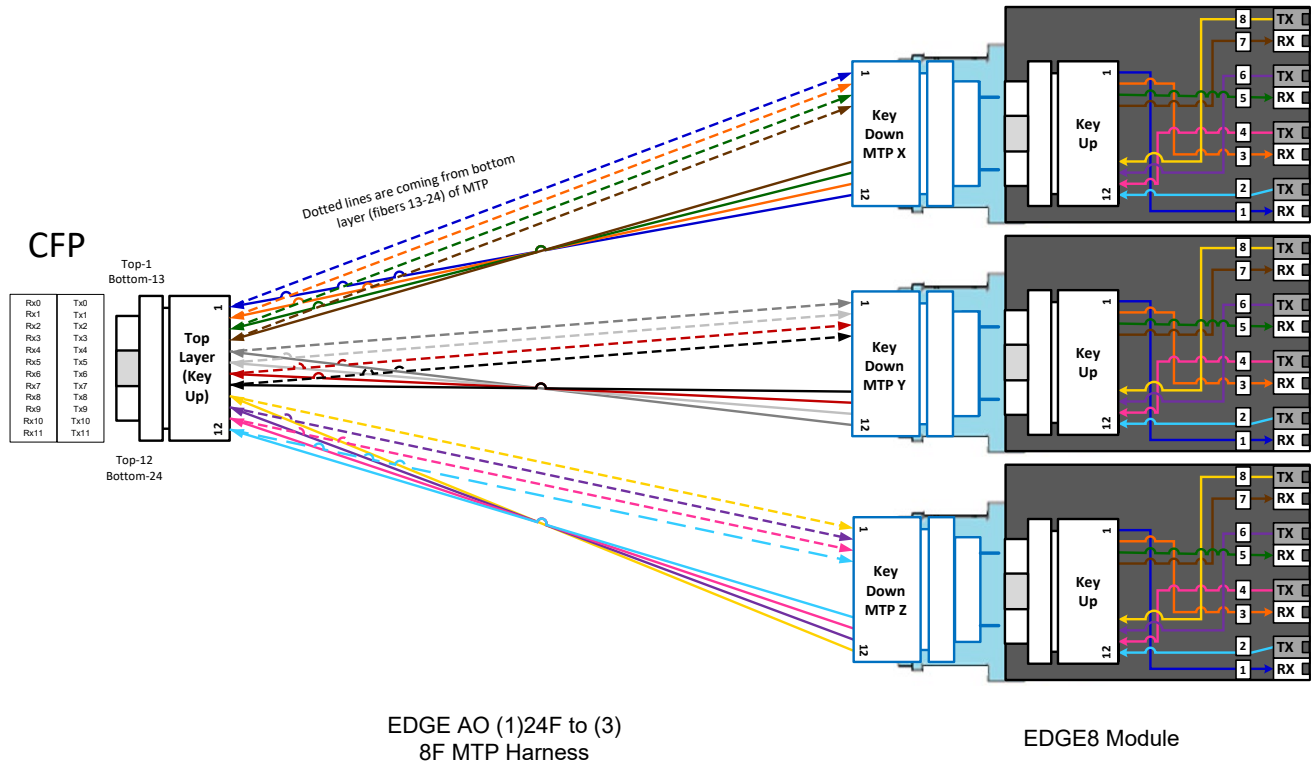 CFP
Top-1
Bottom-13
Rx0 Tx0
Rx1 Tx1
Rx2 Tx2
Rx3 Tx3
Rx4 Tx4
Rx5 Tx5
Rx6 Tx6
Rx7 Tx7
Rx8 Tx8
Rx9 Tx9
Rx10 Tx10
Rx11 Tx11
1
Top
Layer
(Key
Up)
12
Top-12
Bottom-24
Dotted lines are coming from bottom
layer (fibers 13-24) of MTP
1
Key
Down
MTP X
12
1
Key
Up
12
8 TX
7 RX
6 TX
5 RX
4 TX
3 RX
2 TX
1 RX
1
Key
Down
MTP Y
12
1
Key
Up
12
8 TX
7 RX
6 TX
5 RX
4 TX
3 RX
2 TX
1 RX
1
Key
Down
MTP Z
12
1
Key
Up
12
8 TX
7 RX
6 TX
5 RX
4 TX
3 RX
2 TX
1 RX
EDGE AO (1)24F to (3)
8F MTP Harness
EDGE8 Module